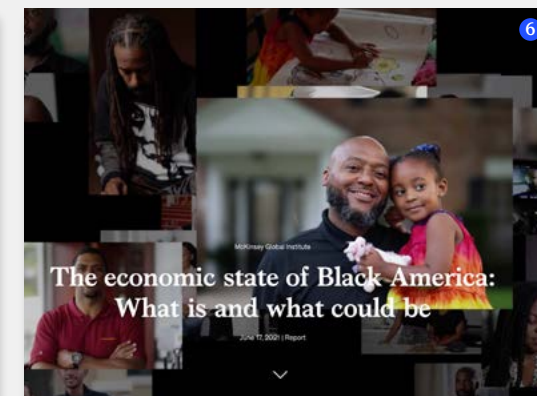 6
McKinsey Global Institute
The economic state of Black America:
What is and what could be
June 17, 2021 | Report